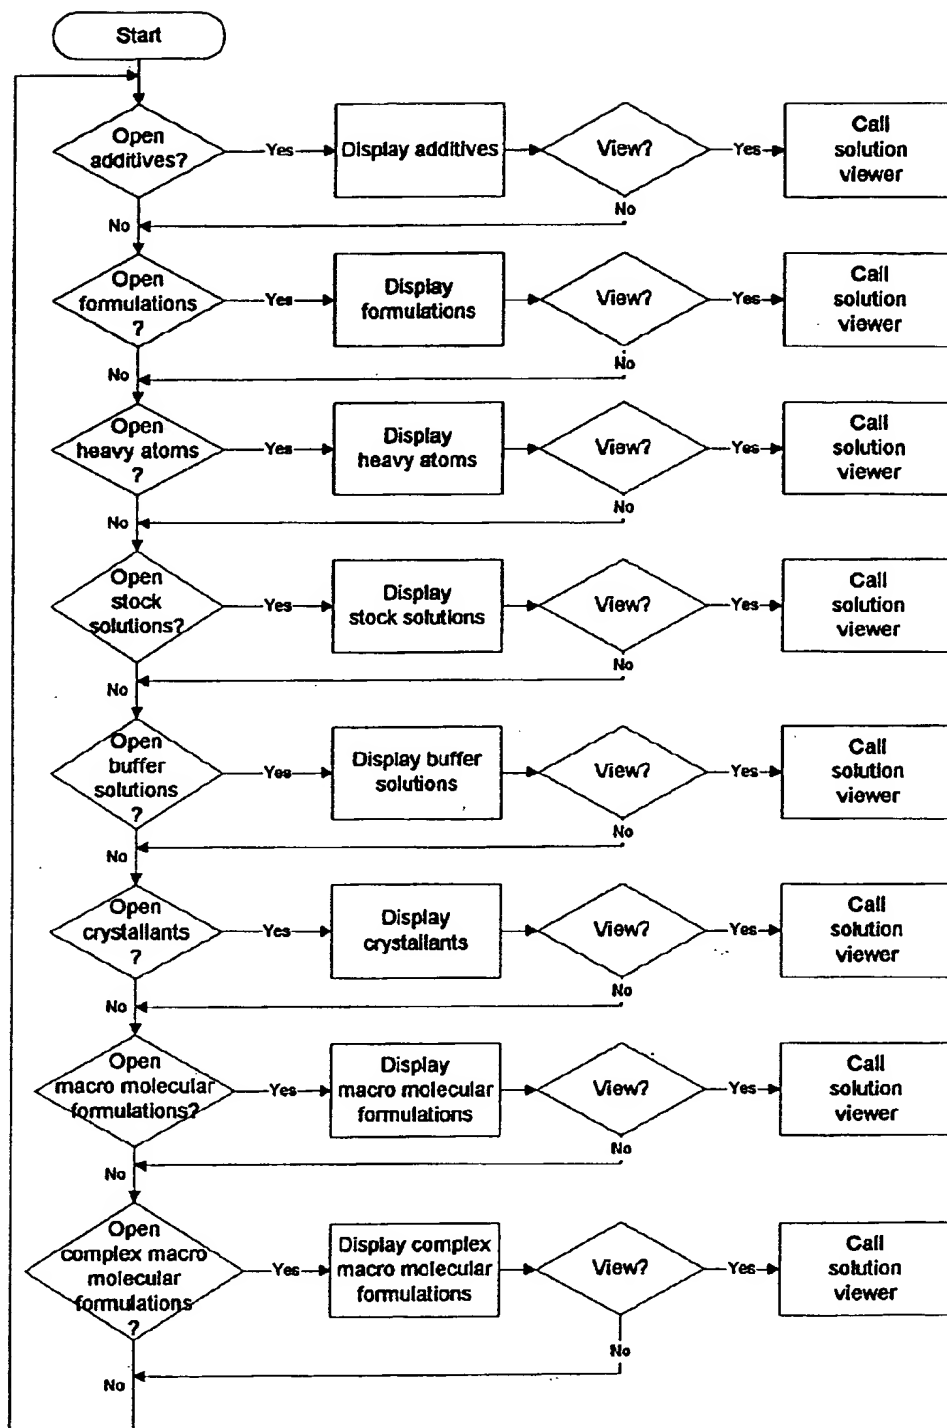 Start
Open
additives?
Yes
Display additives
View?
Yes
Call
solution
viewer
No
No
Open
formulations
?
Yes
Display
formulations
View?
Yes
Call
solution
viewer
No
No
Open
heavy atoms
?
Yes
Display
heavy atoms
View?
Yes
Call
solution
viewer
No
No
Open
stock
solutions?
Yes
Display
stock solutions
View?
Yes
Call
solution
viewer
No
No
Open
buffer
solutions
?
Yes
Display buffer
solutions
View?
Yes
Call
solution
viewer
No
No
Open
crystallants
?
Yes
Display
crystallants
View?
Yes
Call
solution
viewer
No
No
Open
macro molecular
formulations?
Yes
Display
macro molecular
formulations
View?
Yes
Call
solution
viewer
No
No
Open
complex macro
molecular
formulations
?
Yes
Display complex
macro molecular
formulations
View?
Yes
Call
solution
viewer
No
No